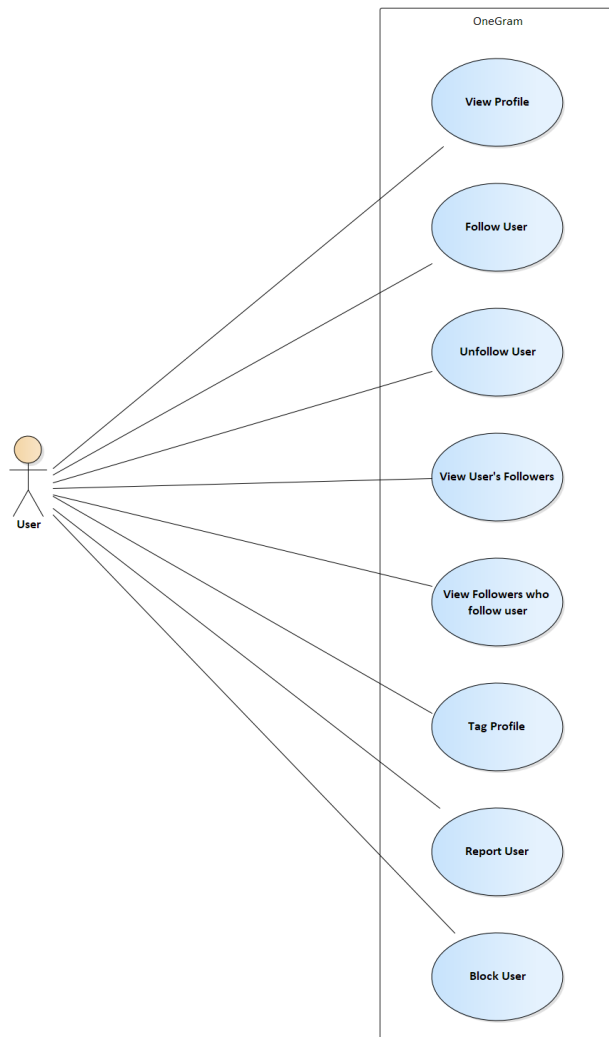 OneGram
View Profile
Follow User
Unfollow User
View User's Followers
User
View Followers who
follow user
Tag Profile
Report User
Block User